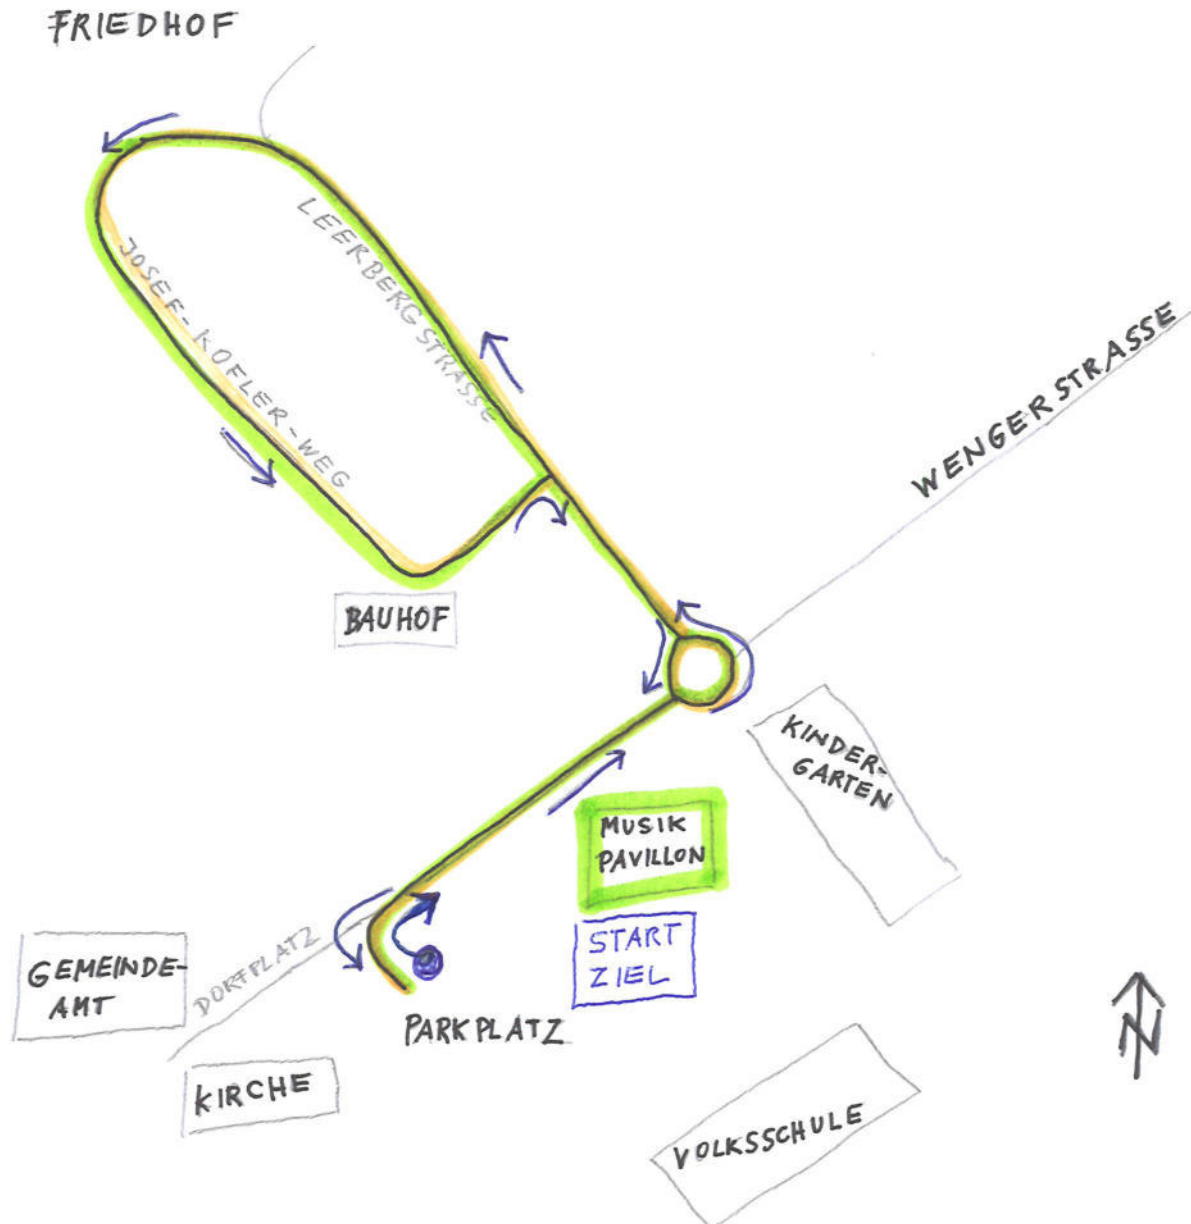 FRIEDHOF
LEERBERGSTRASSE
JOSEF-KOFLER-WEG
WENGERSTRASSE
BAUHOF
KINDER-
GARTEN
MUSIK
PAVILLON
START
ZIEL
GEMEINDE-
AMT
DORFPLATZ
PARKPLATZ
KIRCHE
N
VOLKSSCHULE